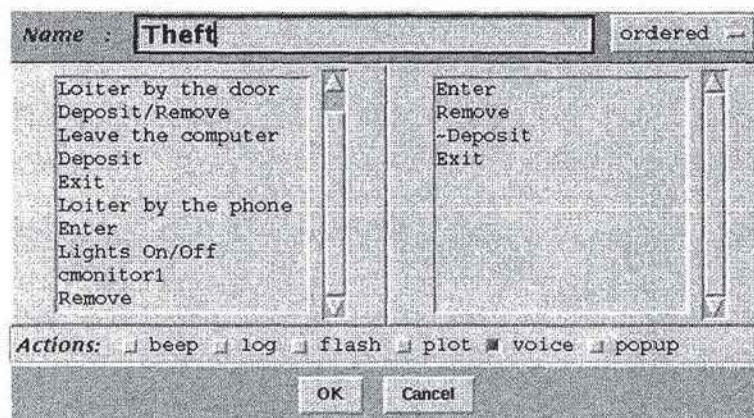 Name : Theft ordered
Loiter by the door
Deposit/Remove
Leave the computer
Deposit
Exit
Loiter by the phone
Enter
Lights On/Off
cmonitor1
Remove
Enter
Remove
~Deposit
Exit
Actions: beep log flash plot voice popup
OK Cancel